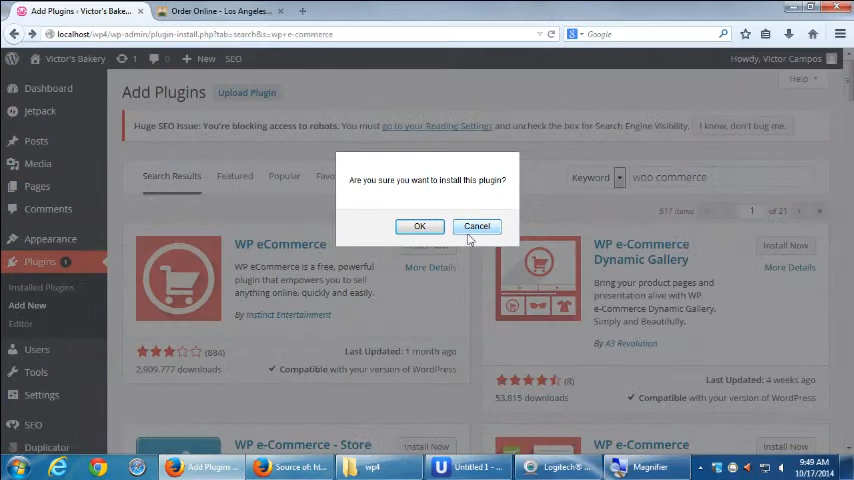 Add Plugins ‹ Victor's Bake...
Order Online - Los Angeles...
localhost/wp4/wp-admin/plugin-install.php?tab=search&s=wp+e-commerce
Google
Victor's Bakery
1
+ New
SEO
Howdy, Victor Campos
Dashboard
Jetpack
Posts
Media
Pages
Comments
Appearance
Plugins 1
Installed Plugins
Add New
Editor
Users
Tools
Settings
SEO
Duplicator
Add Plugins
Upload Plugin
Help
Huge SEO Issue: You're blocking access to robots. You must go to your Reading Settings and uncheck the box for Search Engine Visibility.
I know, don't bug me.
Search Results
Featured
Popular
Favo
Keyword
woo commerce
617 items
1 of 21
Are you sure you want to install this plugin?
OK
Cancel
WP eCommerce
More Details
WP eCommerce is a free, powerful
plugin that empowers you to sell
anything online, quickly and easily.
By Instinct Entertainment
(884)
2,909,777 downloads
Last Updated: 1 month ago
Compatible with your version of WordPress
WP e-Commerce
Dynamic Gallery
Install Now
More Details
Bring your product pages and
presentation alive with WP
e-Commerce Dynamic Gallery.
Simply and Beautifully.
By A3 Revolution
(8)
53,815 downloads
Last Updated: 4 weeks ago
Compatible with your version of WordPress
WP e-Commerce - Store
Install Now
WP e-Commerce
Install Now
Add Plugins ...
Source of: ht...
wp4
Untitled 1 - ...
Logitech® ...
Magnifier
9:49 AM
10/17/2014